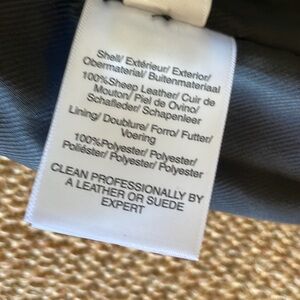 Shell/ Extérieur/ Exterior/
Obermaterial/ Buitenmateriaal
100%Sheep Leather/ Cuir de
Mouton/ Piel de Ovino/
Schafleder/ Schapenleer
Lining/ Doublure/ Forro/ Futter/
Voering
100%Polyester/ Polyester/
Poliéster/ Polyester/ Polyester
CLEAN PROFESSIONALLY BY
A LEATHER OR SUEDE
EXPERT